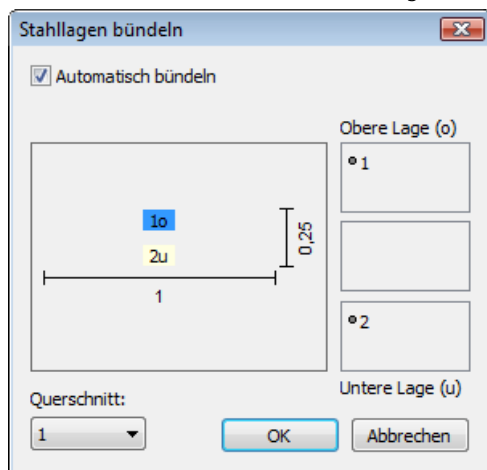 Stahllagen bündeln
Automatisch bündeln
Obere Lage (o)
1
1o
2u
0,25
1
2
Untere Lage (u)
Querschnitt:
1
OK
Abbrechen